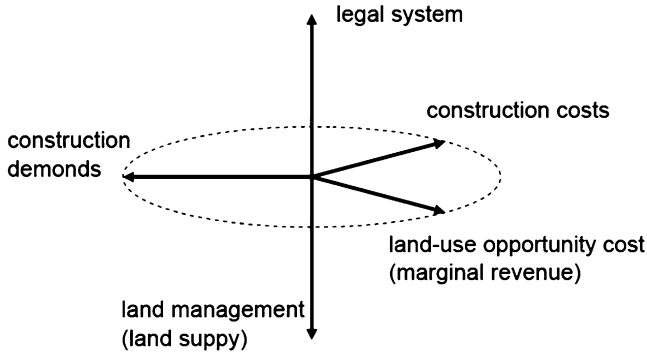 legal system
construction costs
construction
demonds
land-use opportunity cost
(marginal revenue)
land management
(land suppy)